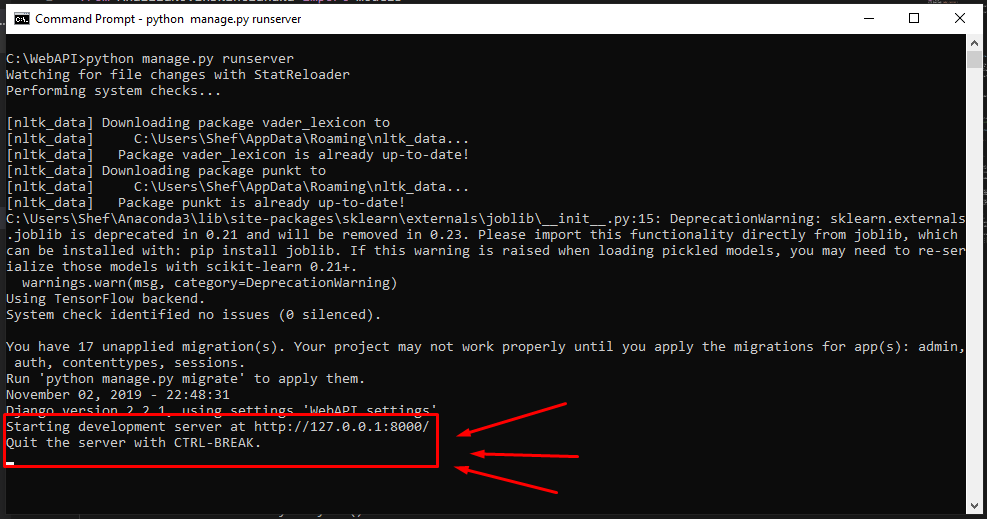 Command Prompt - python  manage.py runserver
C:\WebAPI>python manage.py runserver
Watching for file changes with StatReloader
Performing system checks...
[nltk_data] Downloading package vader_lexicon to
[nltk_data]     C:\Users\Shef\AppData\Roaming\nltk_data...
[nltk_data]   Package vader_lexicon is already up-to-date!
[nltk_data] Downloading package punkt to
[nltk_data]     C:\Users\Shef\AppData\Roaming\nltk_data...
[nltk_data]   Package punkt is already up-to-date!
C:\Users\Shef\Anaconda3\lib\site-packages\sklearn\externals\joblib\__init__.py:15: DeprecationWarning: sklearn.externals
.joblib is deprecated in 0.21 and will be removed in 0.23. Please import this functionality directly from joblib, which
can be installed with: pip install joblib. If this warning is raised when loading pickled models, you may need to re-ser
ialize those models with scikit-learn 0.21+.
  warnings.warn(msg, category=DeprecationWarning)
Using TensorFlow backend.
System check identified no issues (0 silenced).
You have 17 unapplied migration(s). Your project may not work properly until you apply the migrations for app(s): admin,
 auth, contenttypes, sessions.
Run 'python manage.py migrate' to apply them.
November 02, 2019 - 22:48:31
Django version 2.2.1, using settings 'WebAPI.settings'
Starting development server at http://127.0.0.1:8000/
Quit the server with CTRL-BREAK.